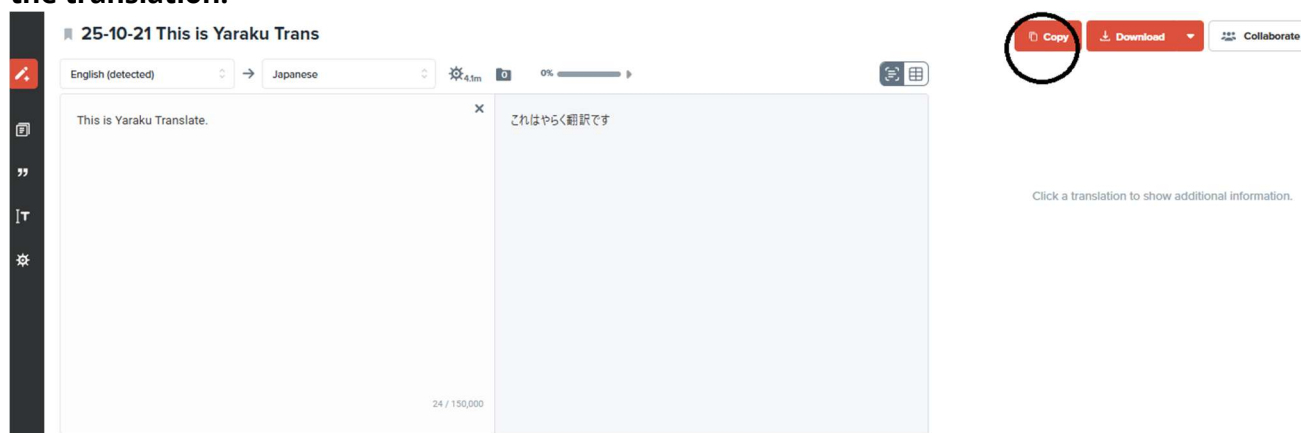 the translation.
25-10-21 This is Yaraku Trans
Copy
Download
Collaborate
English (detected)
Japanese
4.1m
0
0%
This is Yaraku Translate.
これはやらく翻訳です
Click a translation to show additional information.
24 / 150,000